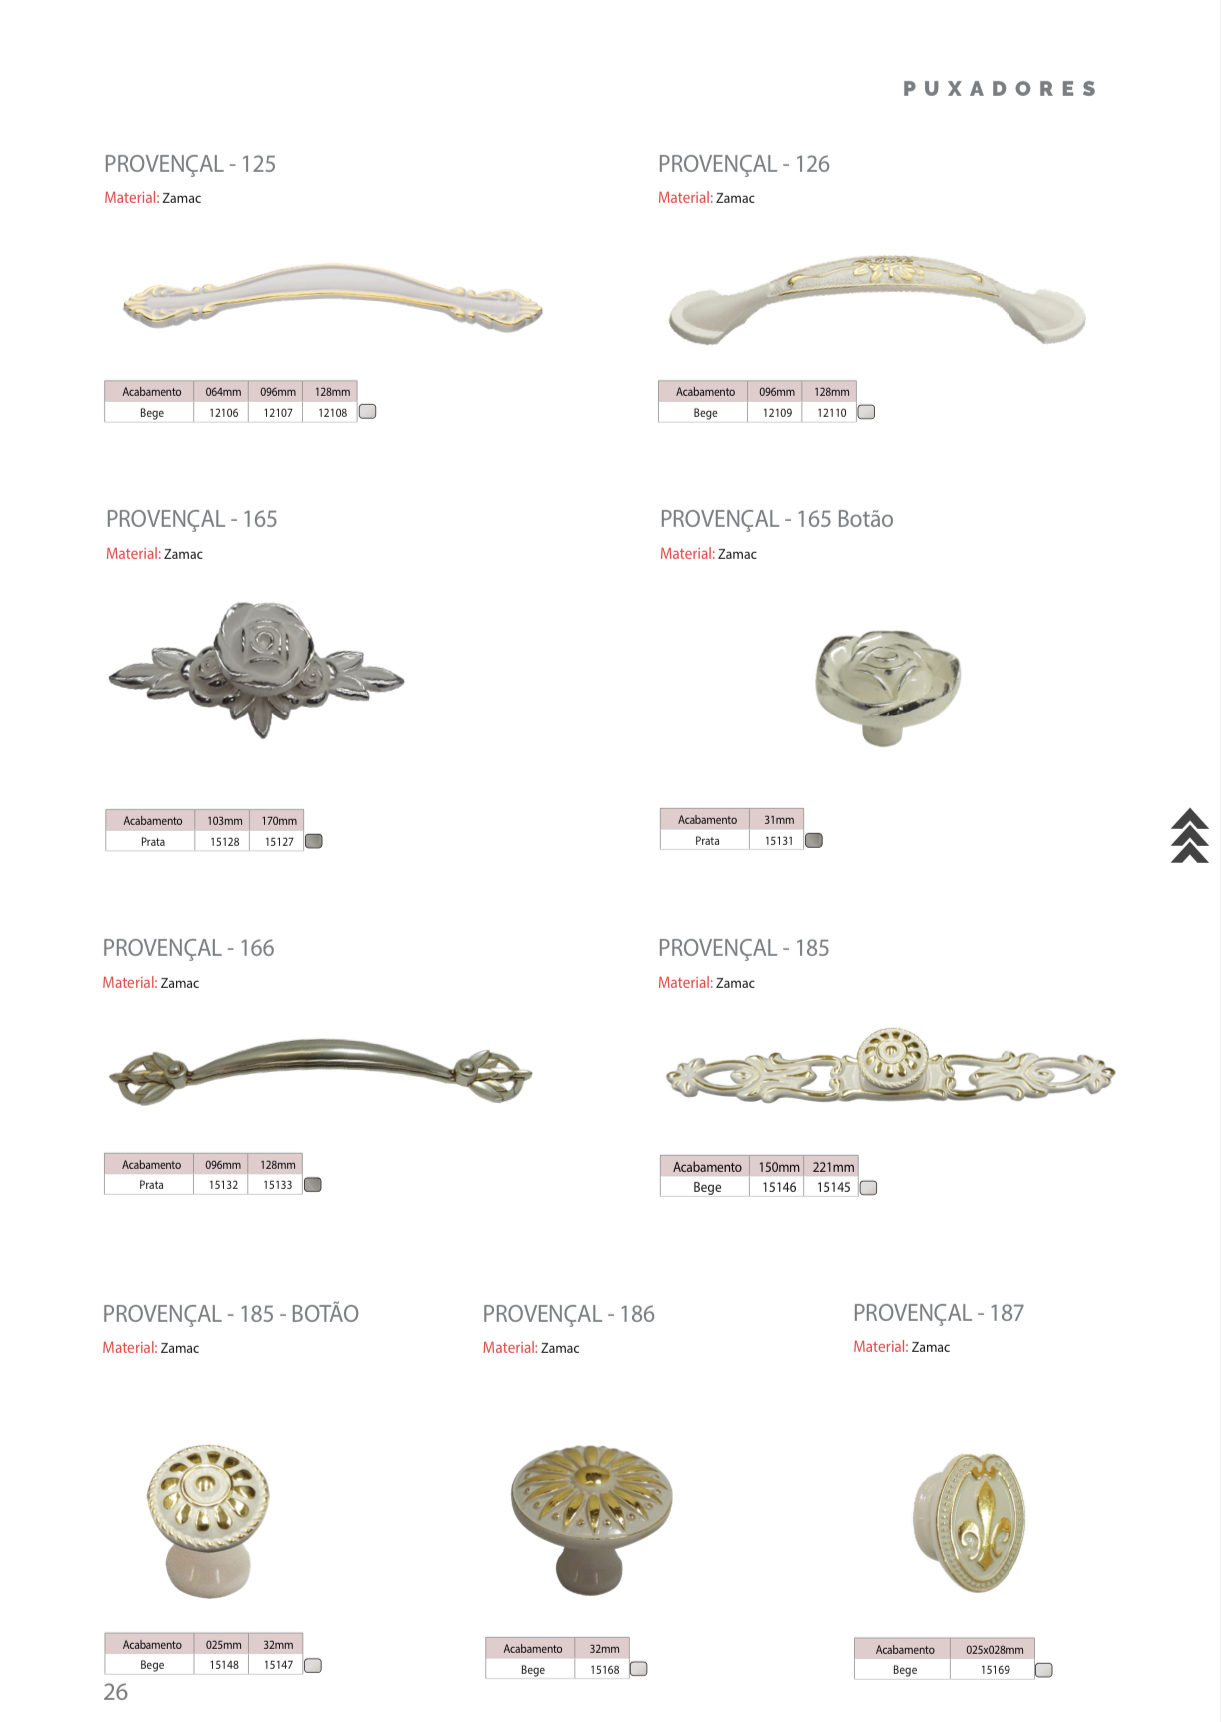 PUXADORES
PROVENÇAL - 125
Material: Zamac
Acabamento 064mm 096mm 128mm
Bege 12106 12107 12108
PROVENÇAL - 126
Material: Zamac
Acabamento 096mm 128mm
Bege 12109 12110
PROVENÇAL - 165
Material: Zamac
Acabamento 103mm 170mm
Prata 15128 15127
PROVENÇAL - 165 Botão
Material: Zamac
Acabamento 31mm
Prata 15131
PROVENÇAL - 166
Material: Zamac
Acabamento 096mm 128mm
Prata 15132 15133
PROVENÇAL - 185
Material: Zamac
Acabamento 150mm 221mm
Bege 15146 15145
PROVENÇAL - 185 - BOTÃO
Material: Zamac
Acabamento 025mm 32mm
Bege 15148 15147
PROVENÇAL - 186
Material: Zamac
Acabamento 32mm
Bege 15168
PROVENÇAL - 187
Material: Zamac
Acabamento 025x028mm
Bege 15169
26